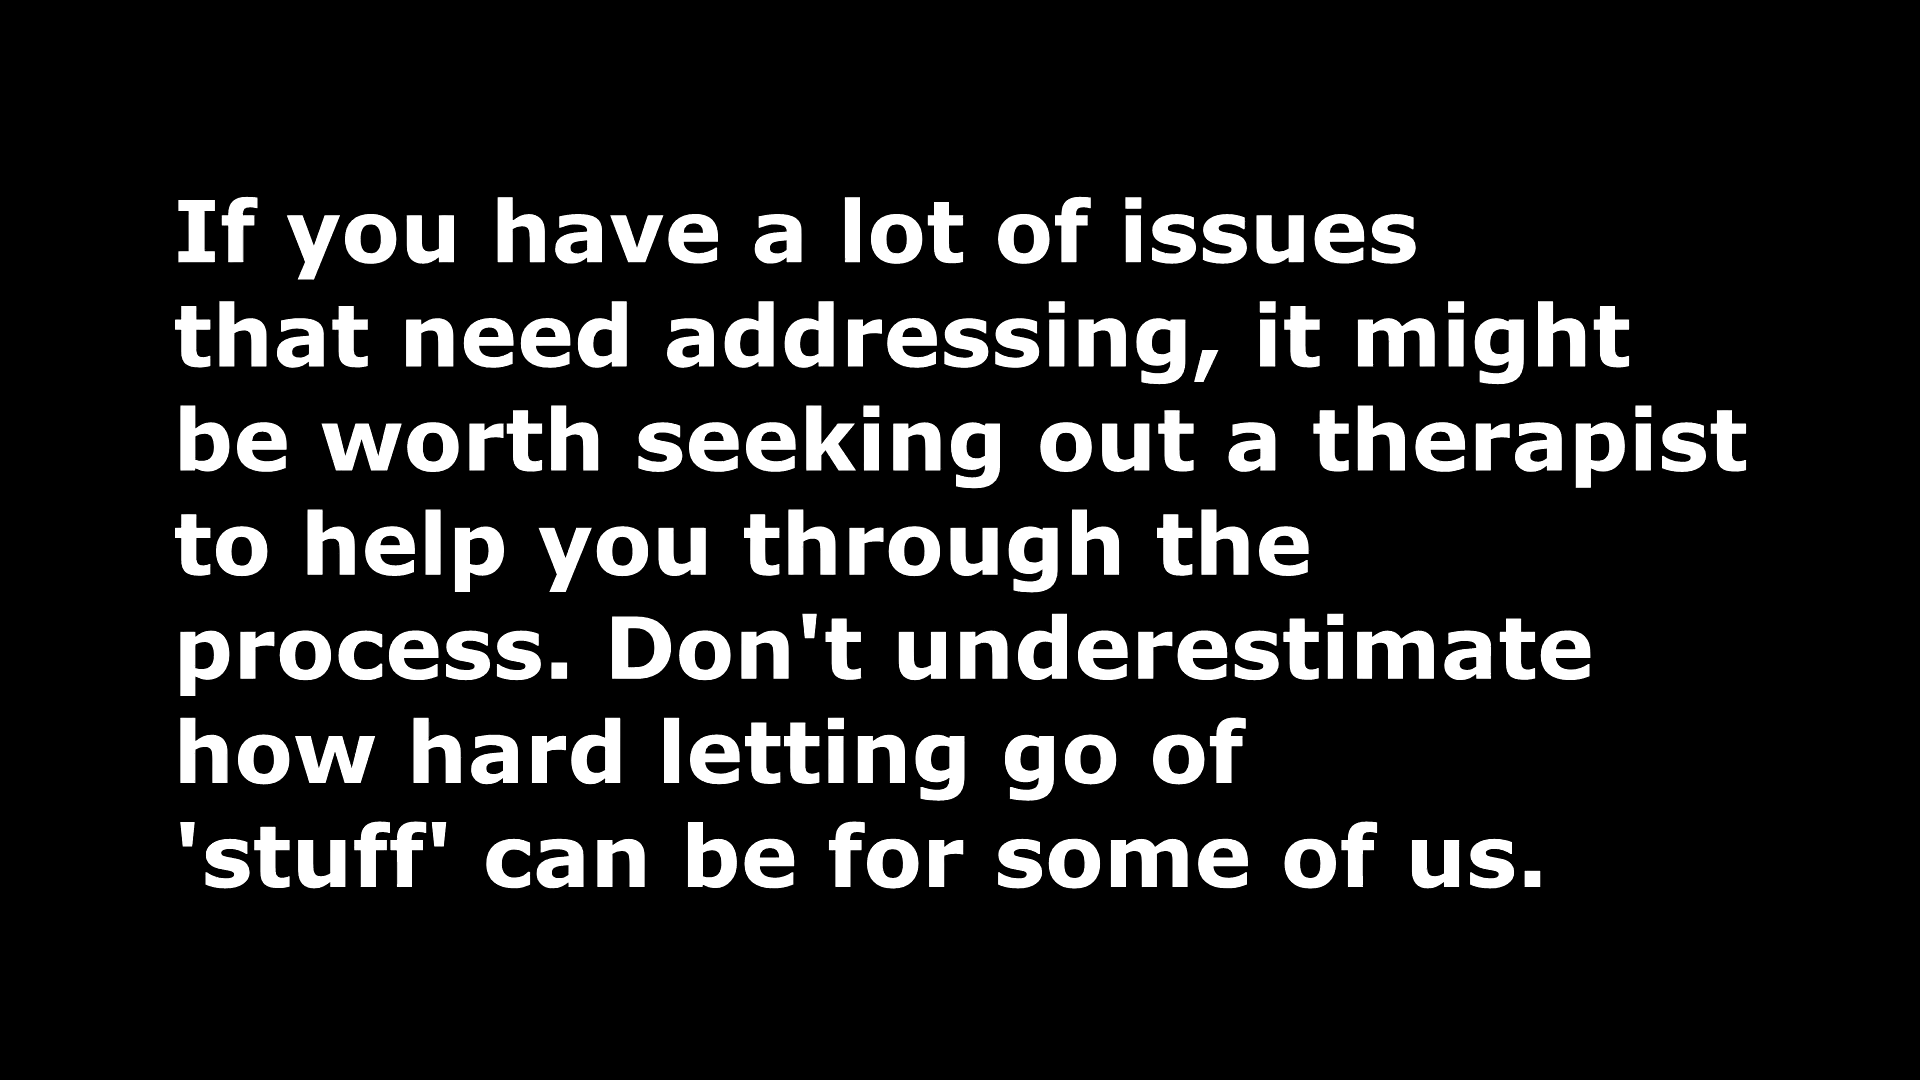 If you have a lot of issues
that need addressing, it might
be worth seeking out a therapist
to help you through the
process. Don't underestimate
how hard letting go of
'stuff' can be for some of us.